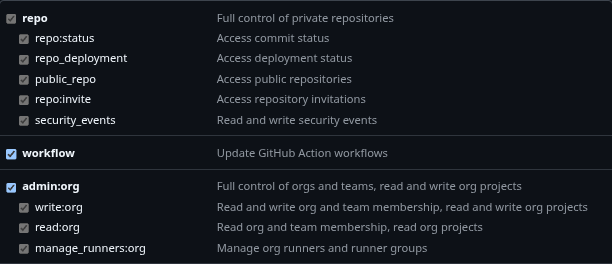 repo Full control of private repositories
repo:status Access commit status
repo_deployment Access deployment status
public_repo Access public repositories
repo:invite Access repository invitations
security_events Read and write security events
workflow Update GitHub Action workflows
admin:org Full control of orgs and teams, read and write org projects
write:org Read and write org and team membership, read and write org projects
read:org Read org and team membership, read org projects
manage_runners:org Manage org runners and runner groups